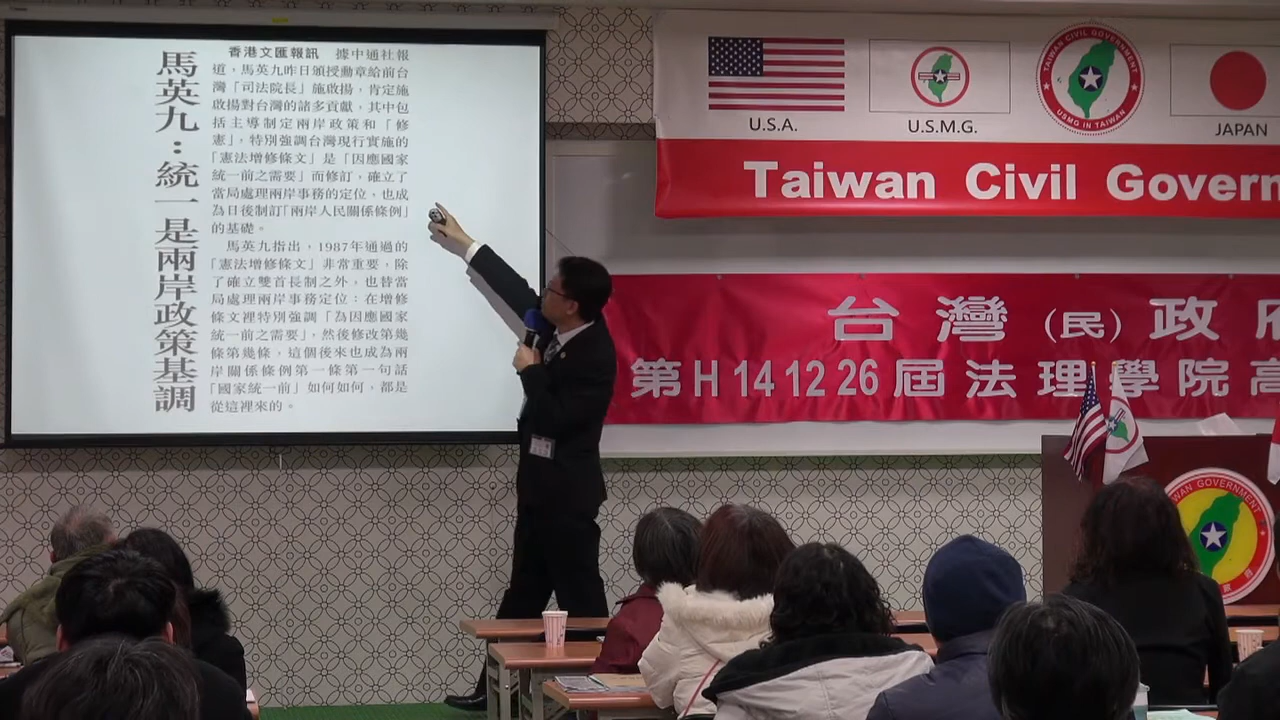 馬英九：統一是兩岸政策基調
香港文匯報訊　據中通社報
道，馬英九昨日頒授勳章給前台
灣「司法院長」施啟揚，肯定施
啟揚對台灣的諸多貢獻，其中包
括主導制定兩岸政策和「修
憲」，特別強調台灣現行實施的
「憲法增修條文」是「因應國家
統一前之需要」而修訂，確立了
當局處理兩岸事務的定位，也成
為日後制訂「兩岸人民關係條例」
的基礎。
馬英九指出，1987年通過的
「憲法增修條文」非常重要，除
了確立雙首長制之外，也替當
局處理兩岸事務定位：在增修
條文裡特別強調「為因應國家
統一前之需要」，然後修改第幾
條第幾條，這個後來也成為兩
岸關係條例第一條第一句話
「國家統一前」如何如何，都是
從這裡來的。
U.S.A.
U.S.M.G.
TAIWAN CIVIL GOVERNMENT
USMG IN TAIWAN
JAPAN
Taiwan Civil Govern
台灣(民)政府
第H 14 12 26 屆法理學院高
TAIWAN GOVERNMENT